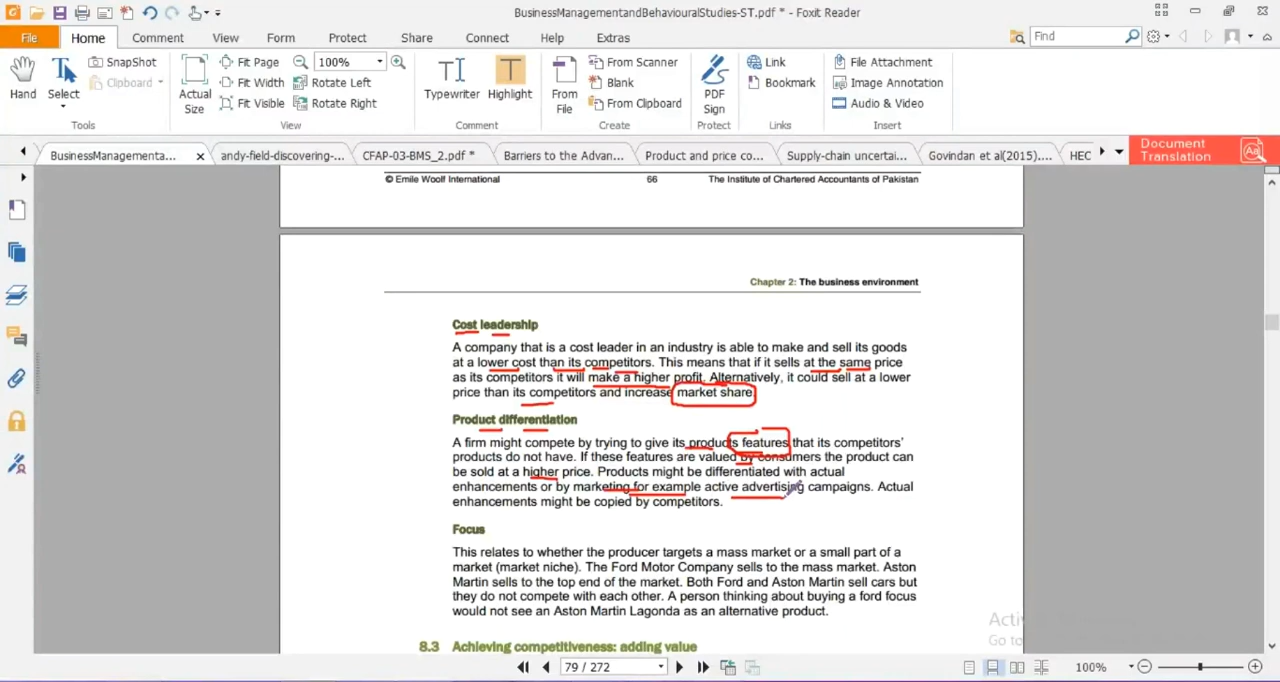 BusinessManagementandBehaviouralStudies-ST.pdf * - Foxit Reader
File Home Comment View Form Protect Share Connect Help Extras Find
SnapShot Fit Page 100% From Scanner Link File Attachment
Clipboard Fit Width Rotate Left Blank Bookmark Image Annotation
Hand Select Actual Size Fit Visible Rotate Right Typewriter Highlight From File From Clipboard PDF Sign Audio & Video
Tools View Comment Create Protect Links Insert
BusinessManagementa... x andy-field-discovering-... CFAP-03-BMS_2.pdf * Barriers to the Advan... Product and price co... Supply-chain uncertai... Govindan et al(2015).... HEC Document Translation
© Emile Woolf International 66 The Institute of Chartered Accountants of Pakistan
Chapter 2: The business environment
Cost leadership
A company that is a cost leader in an industry is able to make and sell its goods
at a lower cost than its competitors. This means that if it sells at the same price
as its competitors it will make a higher profit. Alternatively, it could sell at a lower
price than its competitors and increase market share
Product differentiation
A firm might compete by trying to give its products features that its competitors'
products do not have. If these features are valued by consumers the product can
be sold at a higher price. Products might be differentiated with actual
enhancements or by marketing for example active advertising campaigns. Actual
enhancements might be copied by competitors.
Focus
This relates to whether the producer targets a mass market or a small part of a
market (market niche). The Ford Motor Company sells to the mass market. Aston
Martin sells to the top end of the market. Both Ford and Aston Martin sell cars but
they do not compete with each other. A person thinking about buying a ford focus
would not see an Aston Martin Lagonda as an alternative product.
8.3 Achieving competitiveness: adding value
79 / 272 100%